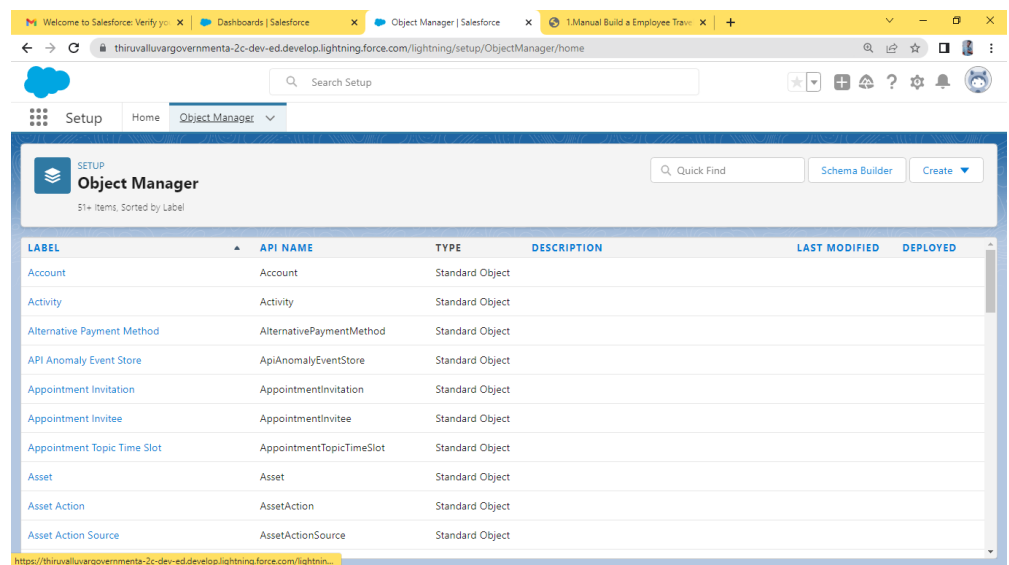 Welcome to Salesforce: Verify yo
Dashboards | Salesforce
Object Manager | Salesforce
1.Manual Build a Employee Trave
thiruvalluvargovernmenta-2c-dev-ed.develop.lightning.force.com/lightning/setup/ObjectManager/home
Search Setup
Setup
Home
Object Manager
SETUP
Object Manager
51+ Items, Sorted by Label
Quick Find
Schema Builder
Create
LABEL API NAME TYPE DESCRIPTION LAST MODIFIED DEPLOYED
Account Account Standard Object
Activity Activity Standard Object
Alternative Payment Method AlternativePaymentMethod Standard Object
API Anomaly Event Store ApiAnomalyEventStore Standard Object
Appointment Invitation AppointmentInvitation Standard Object
Appointment Invitee AppointmentInvitee Standard Object
Appointment Topic Time Slot AppointmentTopicTimeSlot Standard Object
Asset Asset Standard Object
Asset Action AssetAction Standard Object
Asset Action Source AssetActionSource Standard Object
https://thiruvalluvargovernmenta-2c-dev-ed.develop.lightning.force.com/lightnin...